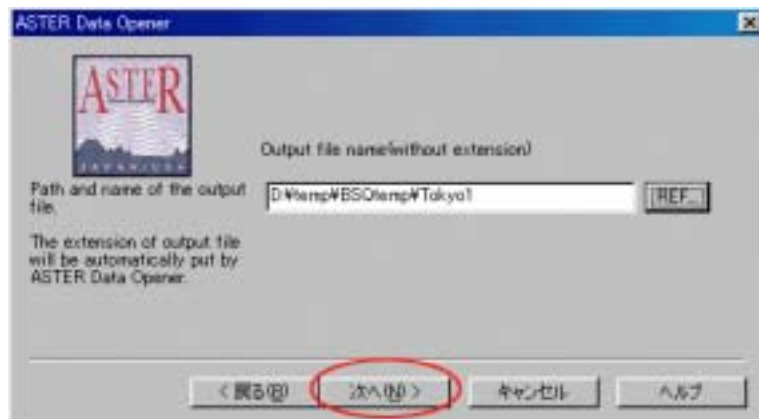 ASTER Data Opener
ASTER
Output file name(without extension)
Path and name of the output
file.
D:¥temp¥BSQtemp¥Tokyo1
REF...
The extension of output file
will be automatically put by
ASTER Data Opener.
< 戻る(B)
次へ(N) >
キャンセル
ヘルプ